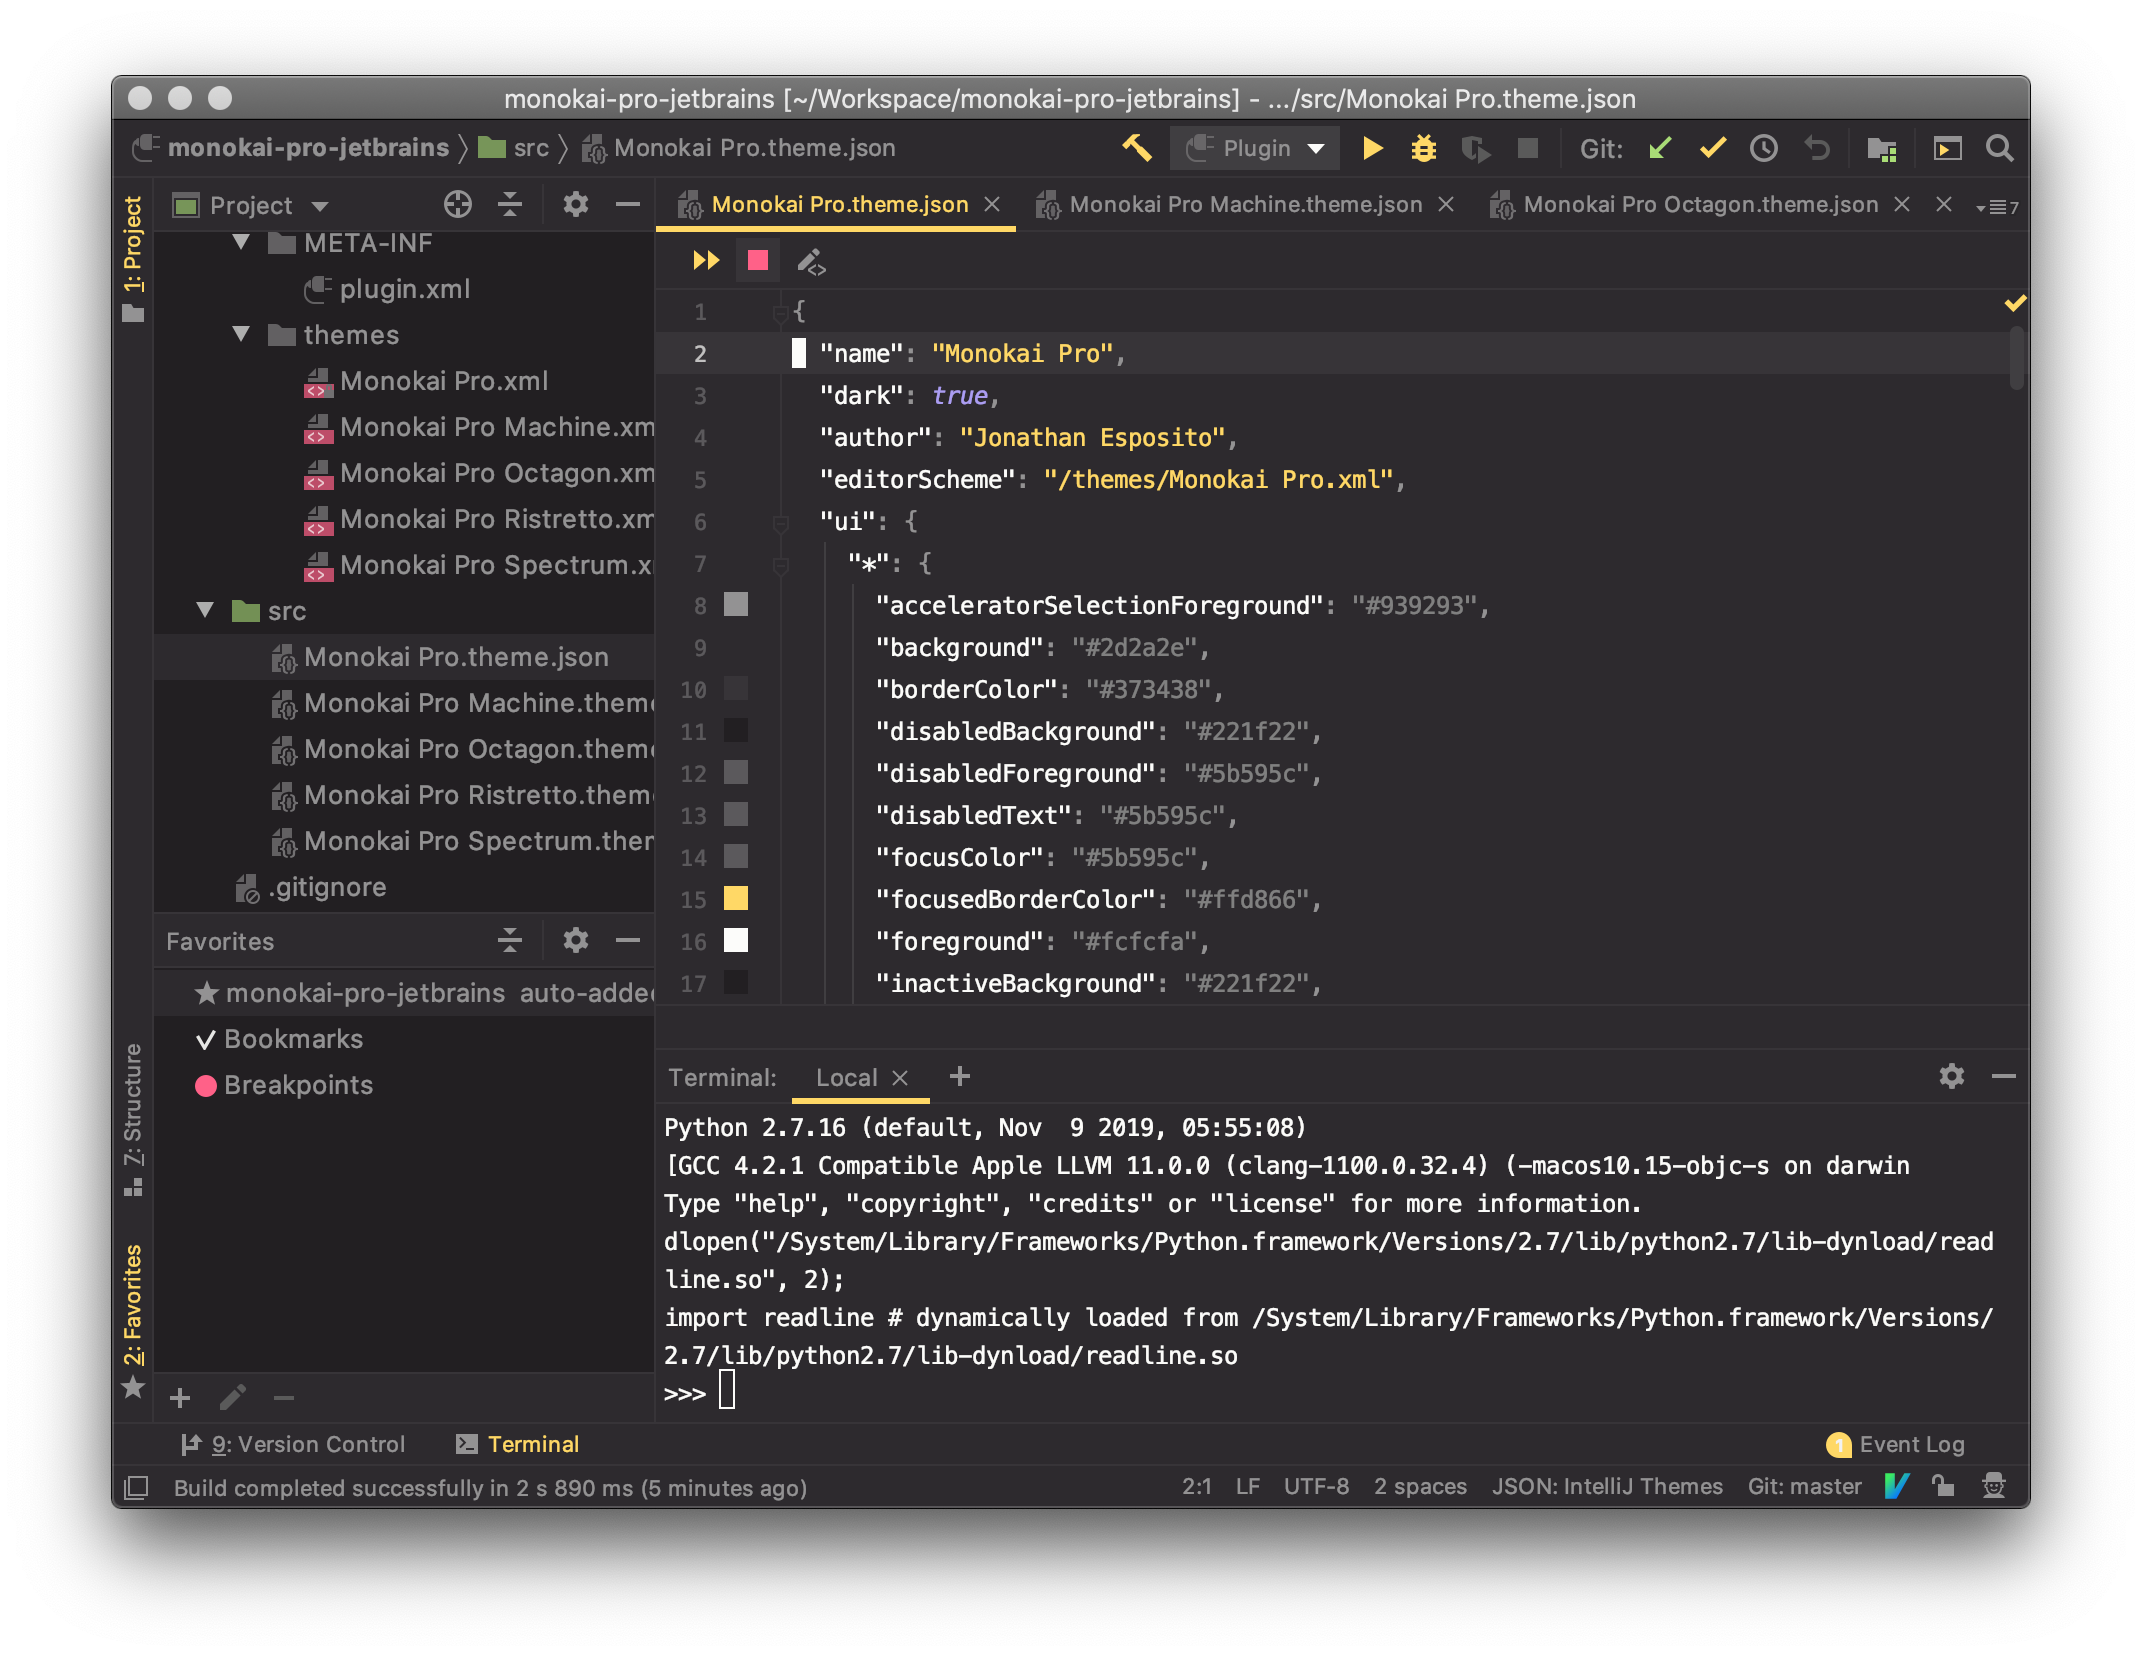 monokai-pro-jetbrains [~/Workspace/monokai-pro-jetbrains] - .../src/Monokai Pro.theme.json
monokai-pro-jetbrains src Monokai Pro.theme.json Plugin Git:
1: Project
Project
META-INF
plugin.xml
themes
Monokai Pro.xml
Monokai Pro Machine.xm
Monokai Pro Octagon.xm
Monokai Pro Ristretto.xm
Monokai Pro Spectrum.x
src
Monokai Pro.theme.json
Monokai Pro Machine.them
Monokai Pro Octagon.them
Monokai Pro Ristretto.them
Monokai Pro Spectrum.ther
.gitignore
Favorites
monokai-pro-jetbrains auto-added
Bookmarks
Breakpoints
7: Structure
2: Favorites
Monokai Pro.theme.json Monokai Pro Machine.theme.json Monokai Pro Octagon.theme.json 7
1 {
2 "name": "Monokai Pro",
3 "dark": true,
4 "author": "Jonathan Esposito",
5 "editorScheme": "/themes/Monokai Pro.xml",
6 "ui": {
7 "*": {
8 "acceleratorSelectionForeground": "#939293",
9 "background": "#2d2a2e",
10 "borderColor": "#373438",
11 "disabledBackground": "#221f22",
12 "disabledForeground": "#5b595c",
13 "disabledText": "#5b595c",
14 "focusColor": "#5b595c",
15 "focusedBorderColor": "#ffd866",
16 "foreground": "#fcfcfa",
17 "inactiveBackground": "#221f22",
Terminal: Local
Python 2.7.16 (default, Nov  9 2019, 05:55:08)
[GCC 4.2.1 Compatible Apple LLVM 11.0.0 (clang-1100.0.32.4) (-macos10.15-objc-s on darwin
Type "help", "copyright", "credits" or "license" for more information.
dlopen("/System/Library/Frameworks/Python.framework/Versions/2.7/lib/python2.7/lib-dynload/read
line.so", 2);
import readline # dynamically loaded from /System/Library/Frameworks/Python.framework/Versions/
2.7/lib/python2.7/lib-dynload/readline.so
>>>
9: Version Control Terminal 1 Event Log
Build completed successfully in 2 s 890 ms (5 minutes ago) 2:1 LF UTF-8 2 spaces JSON: IntelliJ Themes Git: master